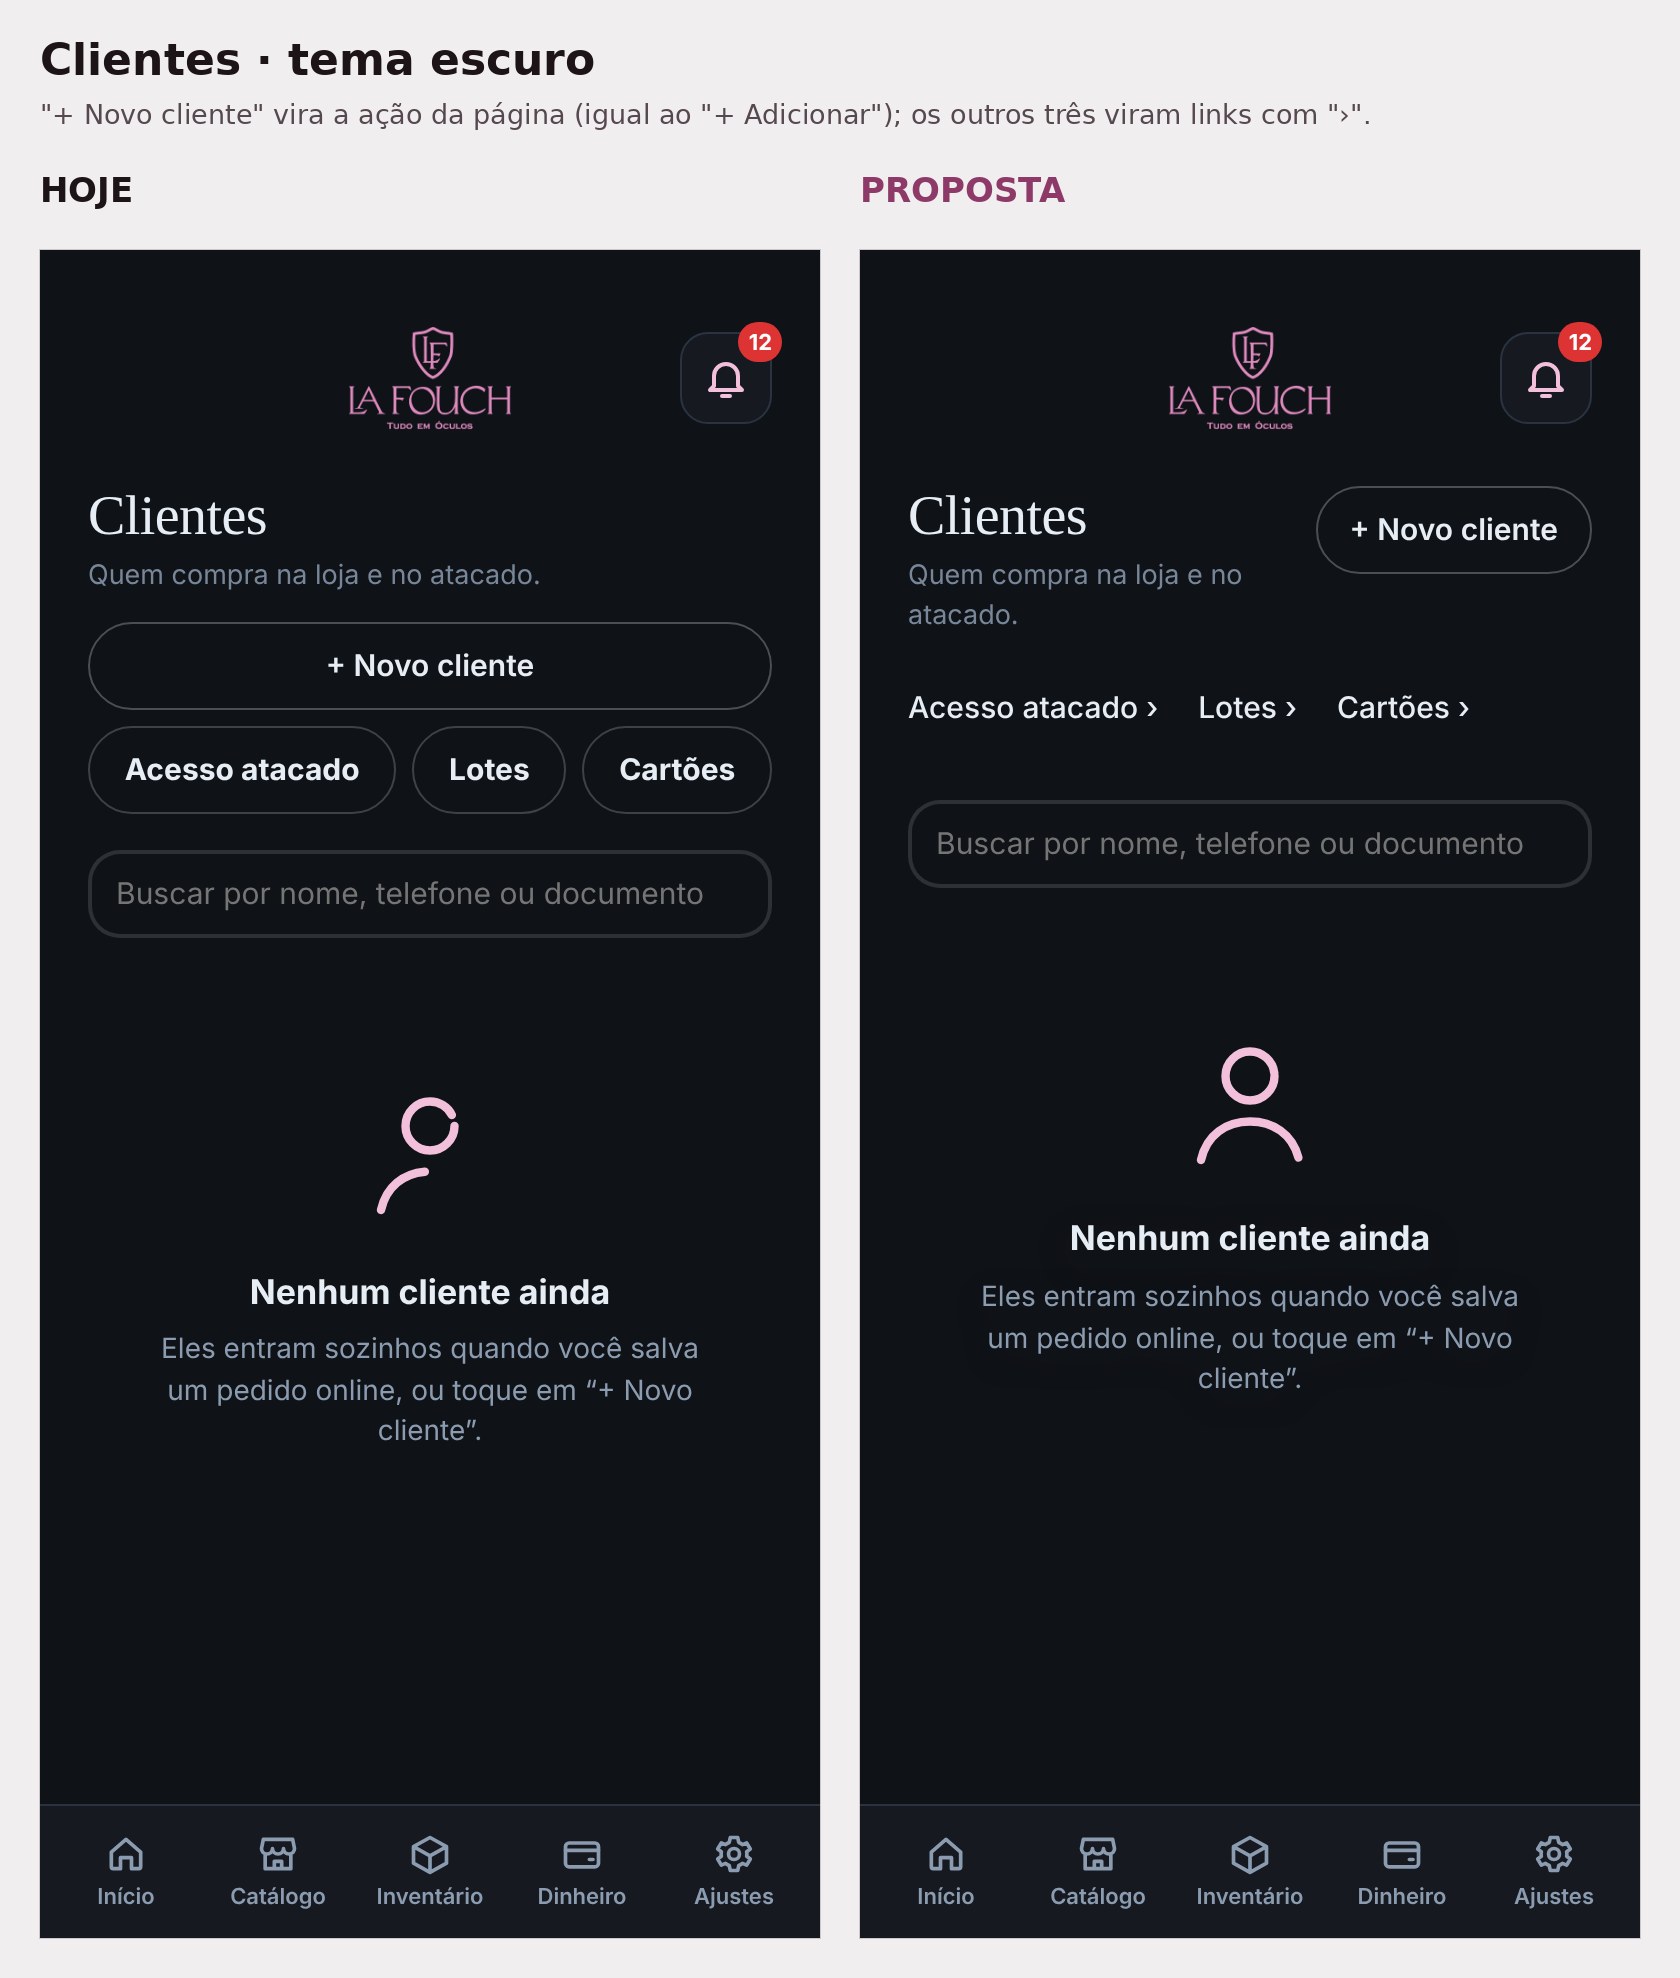 Clientes · tema escuro
"+ Novo cliente" vira a ação da página (igual ao "+ Adicionar"); os outros três viram links com "›".
HOJE
LF
LA FOUCH
TUDO EM ÓCULOS
12
Clientes
Quem compra na loja e no atacado.
+ Novo cliente
Acesso atacado
Lotes
Cartões
Buscar por nome, telefone ou documento
Nenhum cliente ainda
Eles entram sozinhos quando você salva
um pedido online, ou toque em “+ Novo
cliente”.
Início
Catálogo
Inventário
Dinheiro
Ajustes
PROPOSTA
LF
LA FOUCH
TUDO EM ÓCULOS
12
Clientes
+ Novo cliente
Quem compra na loja e no
atacado.
Acesso atacado ›
Lotes ›
Cartões ›
Buscar por nome, telefone ou documento
Nenhum cliente ainda
Eles entram sozinhos quando você salva
um pedido online, ou toque em “+ Novo
cliente”.
Início
Catálogo
Inventário
Dinheiro
Ajustes